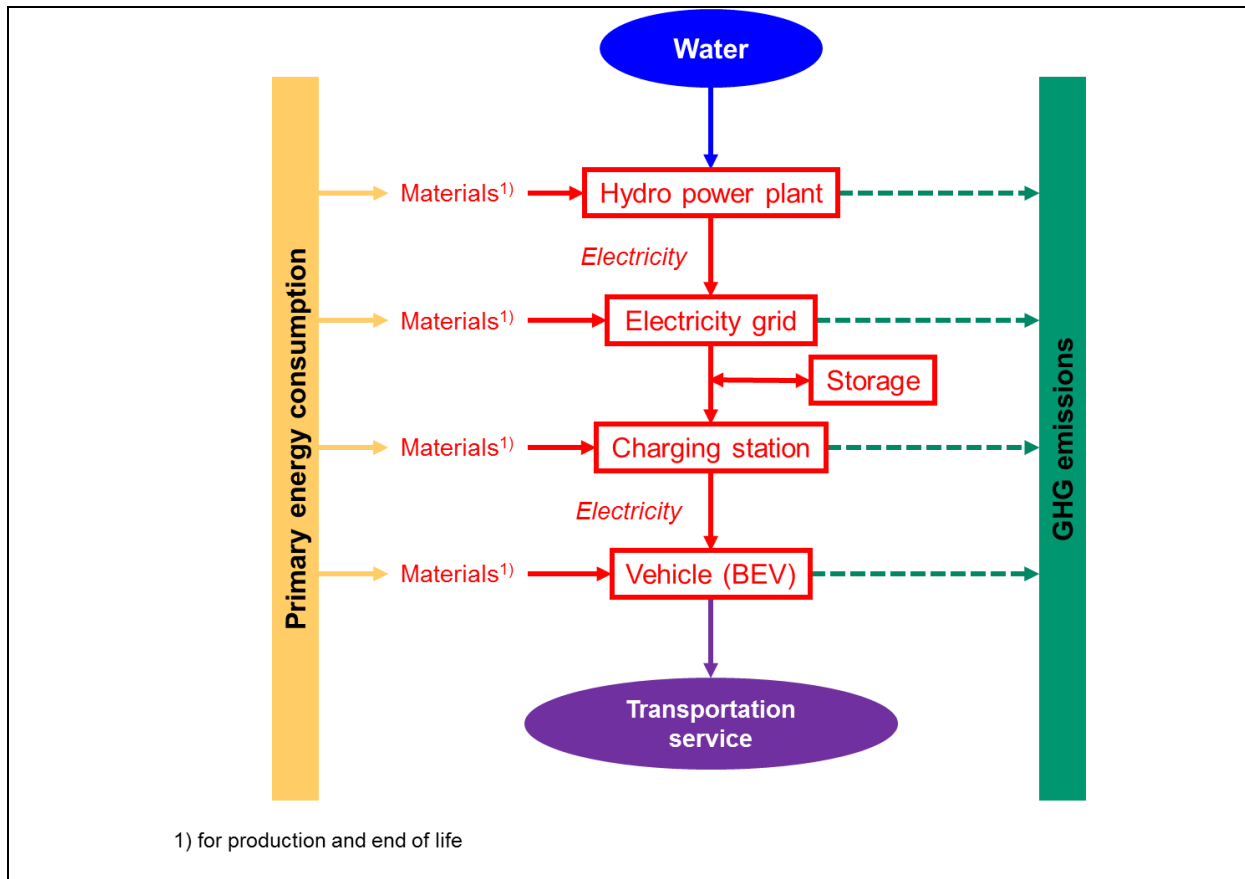 Water
Primary energy consumption
GHG emissions
Materials1)
Hydro power plant
Electricity
Materials1)
Electricity grid
Storage
Materials1)
Charging station
Electricity
Materials1)
Vehicle (BEV)
Transportation
service
1) for production and end of life